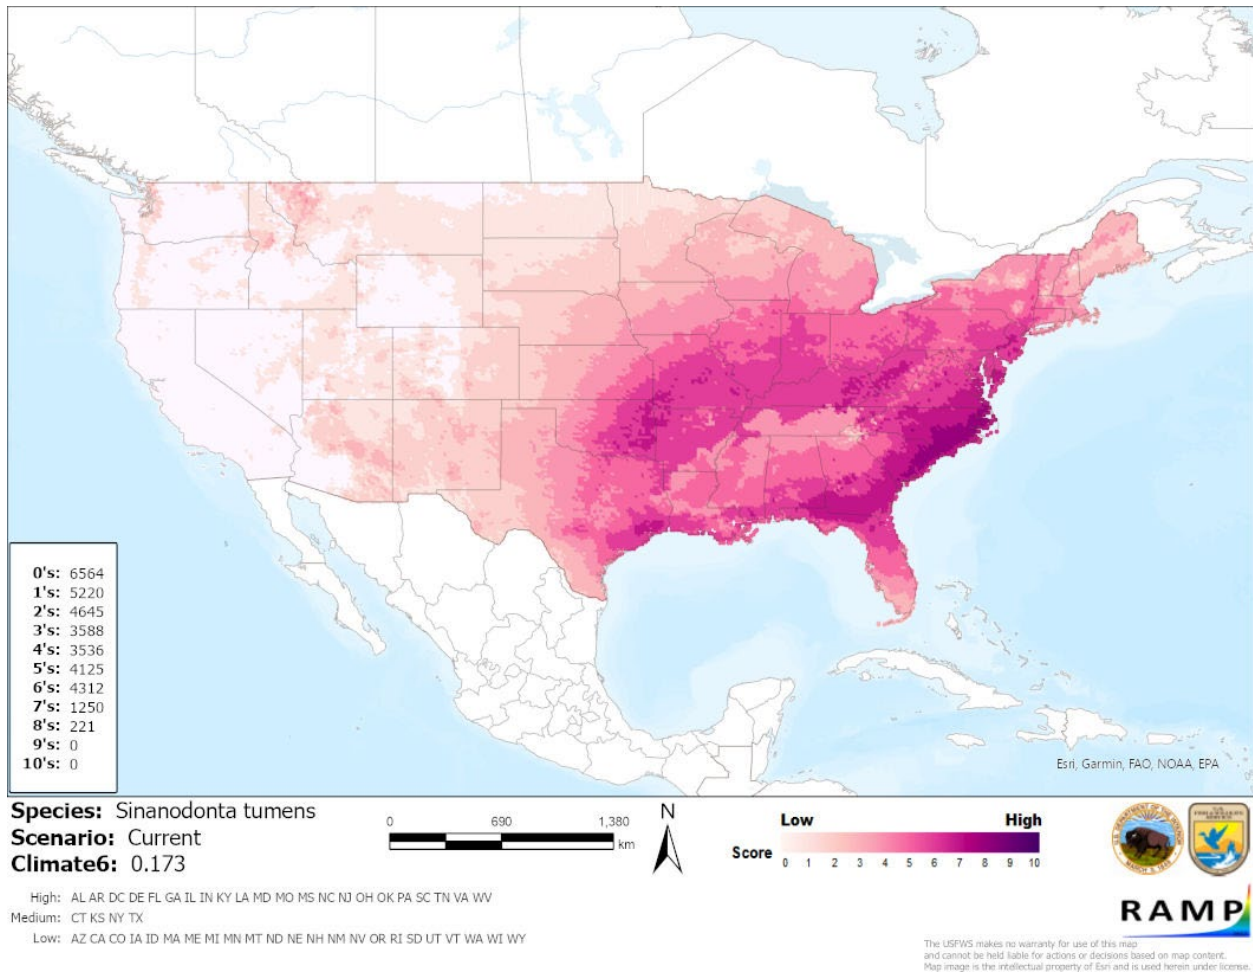 0's: 6564
1's: 5220
2's: 4645
3's: 3588
4's: 3536
5's: 4125
6's: 4312
7's: 1250
8's: 221
9's: 0
10's: 0
Esri, Garmin, FAO, NOAA, EPA
Species: Sinanodonta tumens
Scenario: Current
Climate6: 0.173
0 690 1,380
km
N
Low High
Score 0 1 2 3 4 5 6 7 8 9 10
High: AL AR DC DE FL GA IL IN KY LA MD MO MS NC NJ OH OK PA SC TN VA WV
Medium: CT KS NY TX
Low: AZ CA CO IA ID MA ME MI MN MT ND NE NH NM NV OR RI SD UT VT WA WI WY
RAMP
The USFWS makes no warranty for use of this map
and cannot be held liable for actions or decisions based on map content.
Map image is the intellectual property of Esri and is used herein under license.